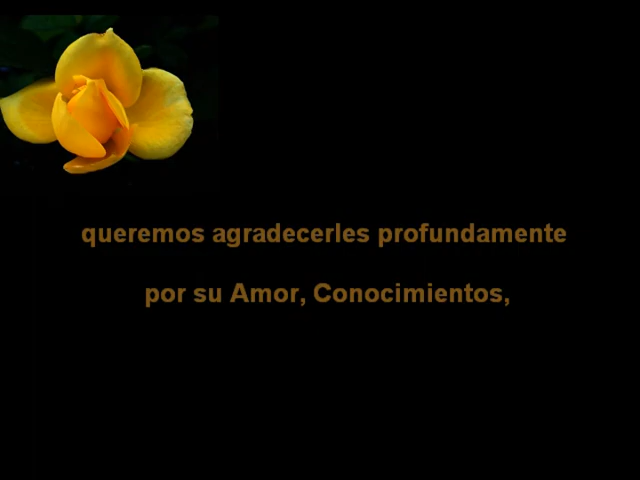 queremos agradecerles profundamente
por su Amor, Conocimientos,